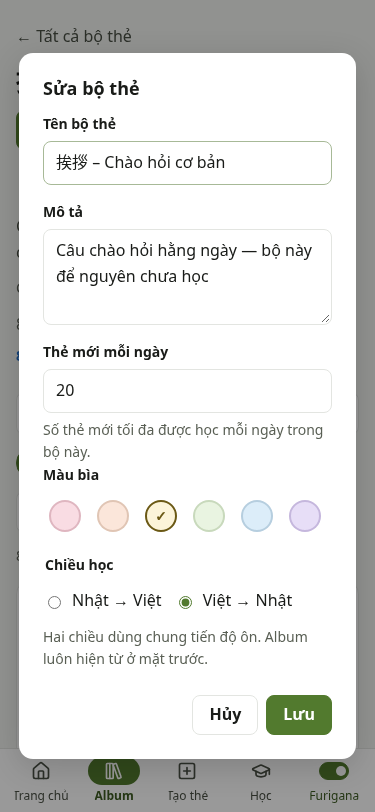 ← Tất cả bộ thẻ
Sửa bộ thẻ
Tên bộ thẻ
挨拶 – Chào hỏi cơ bản
Mô tả
Câu chào hỏi hằng ngày — bộ này
để nguyên chưa học
Thẻ mới mỗi ngày
20
Số thẻ mới tối đa được học mỗi ngày trong
bộ này.
Màu bìa
✓
Chiều học
Nhật → Việt
Việt → Nhật
Hai chiều dùng chung tiến độ ôn. Album
luôn hiện từ ở mặt trước.
Hủy
Lưu
Trang chủ
Album
Tạo thẻ
Học
Furigana